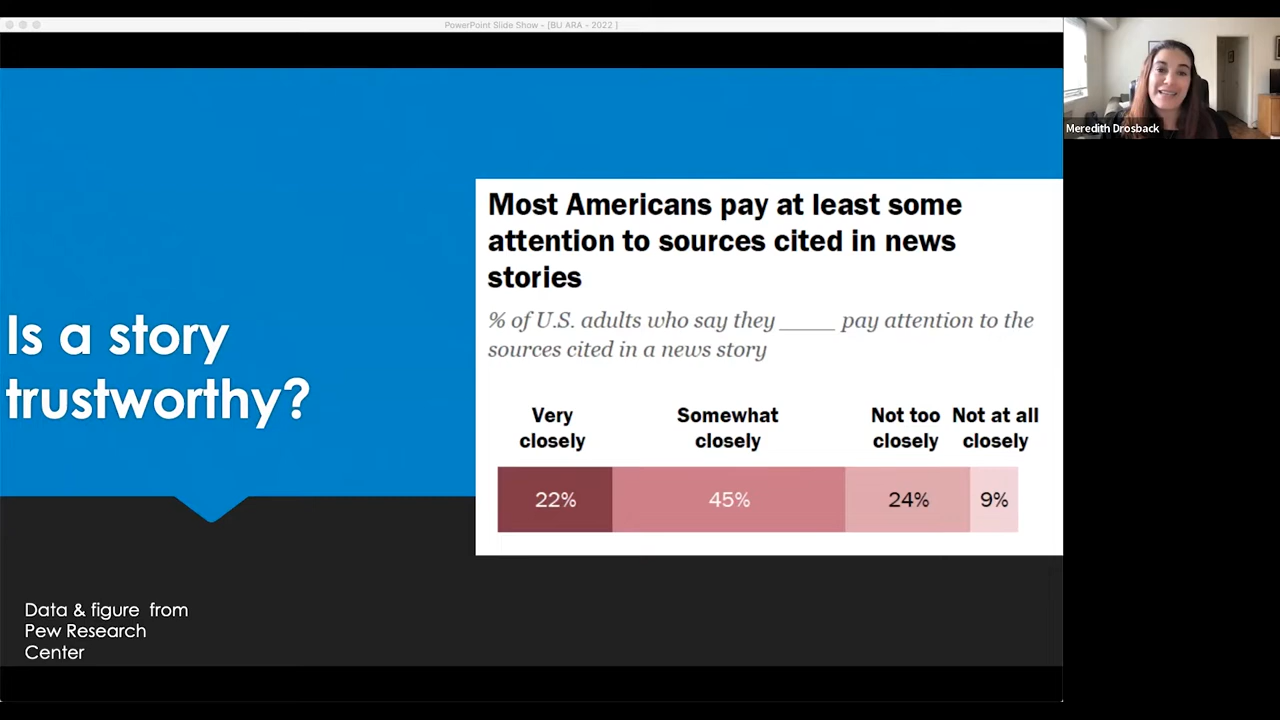 PowerPoint Slide Show - [BU ARA - 2022 ]
Meredith Drosback
Is a story
trustworthy?
Most Americans pay at least some
attention to sources cited in news
stories
% of U.S. adults who say they ____ pay attention to the
sources cited in a news story
Very
closely
Somewhat
closely
Not too
closely
Not at all
closely
22%
45%
24%
9%
Data & figure from
Pew Research
Center